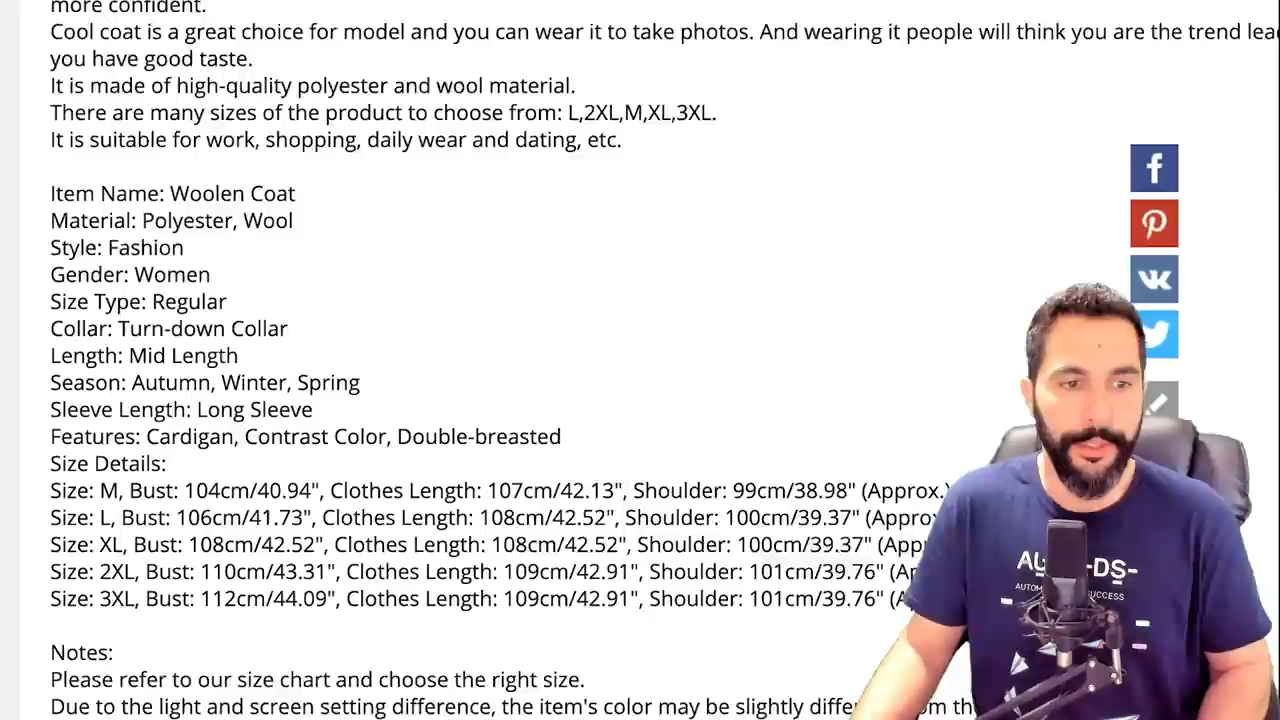 more confident.
Cool coat is a great choice for model and you can wear it to take photos. And wearing it people will think you are the trend
you have good taste.
It is made of high-quality polyester and wool material.
There are many sizes of the product to choose from: L,2XL,M,XL,3XL.
It is suitable for work, shopping, daily wear and dating, etc.
Item Name: Woolen Coat
Material: Polyester, Wool
Style: Fashion
Gender: Women
Size Type: Regular
Collar: Turn-down Collar
Length: Mid Length
Season: Autumn, Winter, Spring
Sleeve Length: Long Sleeve
Features: Cardigan, Contrast Color, Double-breasted
Size Details:
Size: M, Bust: 104cm/40.94", Clothes Length: 107cm/42.13", Shoulder: 99cm/38.98" (Approx.)
Size: L, Bust: 106cm/41.73", Clothes Length: 108cm/42.52", Shoulder: 100cm/39.37"
Size: XL, Bust: 108cm/42.52", Clothes Length: 108cm/42.52", Shoulder: 100cm/39.37"
Size: 2XL, Bust: 110cm/43.31", Clothes Length: 109cm/42.91", Shoulder: 101cm/39.76"
Size: 3XL, Bust: 112cm/44.09", Clothes Length: 109cm/42.91", Shoulder: 101cm/39.76"
Notes:
Please refer to our size chart and choose the right size.
Due to the light and screen setting difference, the item's color may be slightly